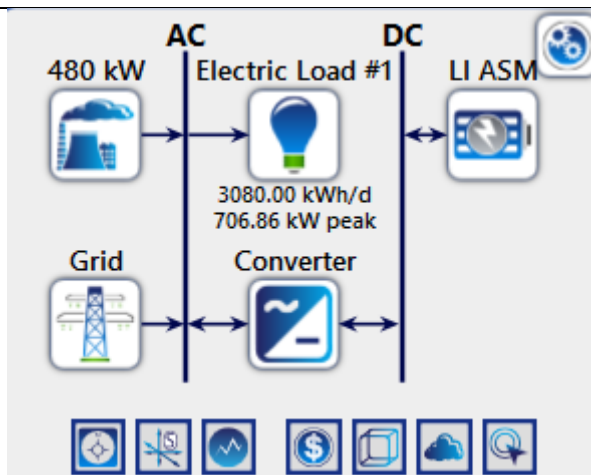 AC DC
480 kW Electric Load #1 LI ASM
3080.00 kWh/d
706.86 kW peak
Grid Converter
S
$